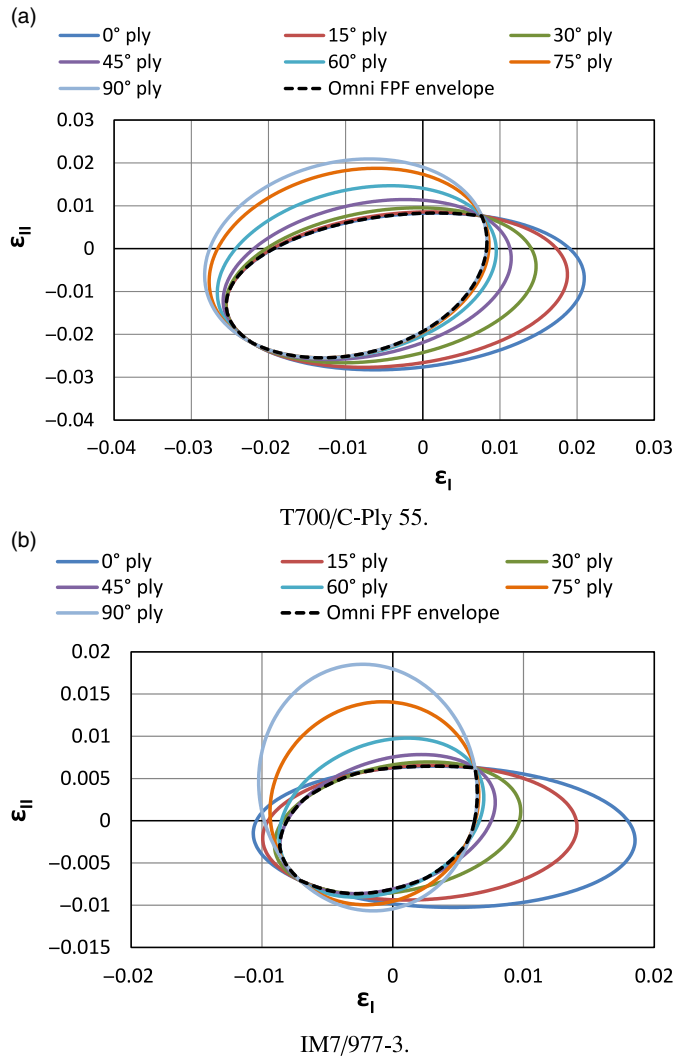 (a)
0° ply 15° ply 30° ply
45° ply 60° ply 75° ply
90° ply Omni FPF envelope
0.03
0.02
0.01
0
−0.01
−0.02
−0.03
−0.04
εII
−0.04 −0.03 −0.02 −0.01 0 0.01 0.02 0.03
εI
T700/C-Ply 55.
(b)
0° ply 15° ply 30° ply
45° ply 60° ply 75° ply
90° ply Omni FPF envelope
0.02
0.015
0.01
0.005
0
−0.005
−0.01
−0.015
εII
−0.02 −0.01 0 0.01 0.02
εI
IM7/977-3.